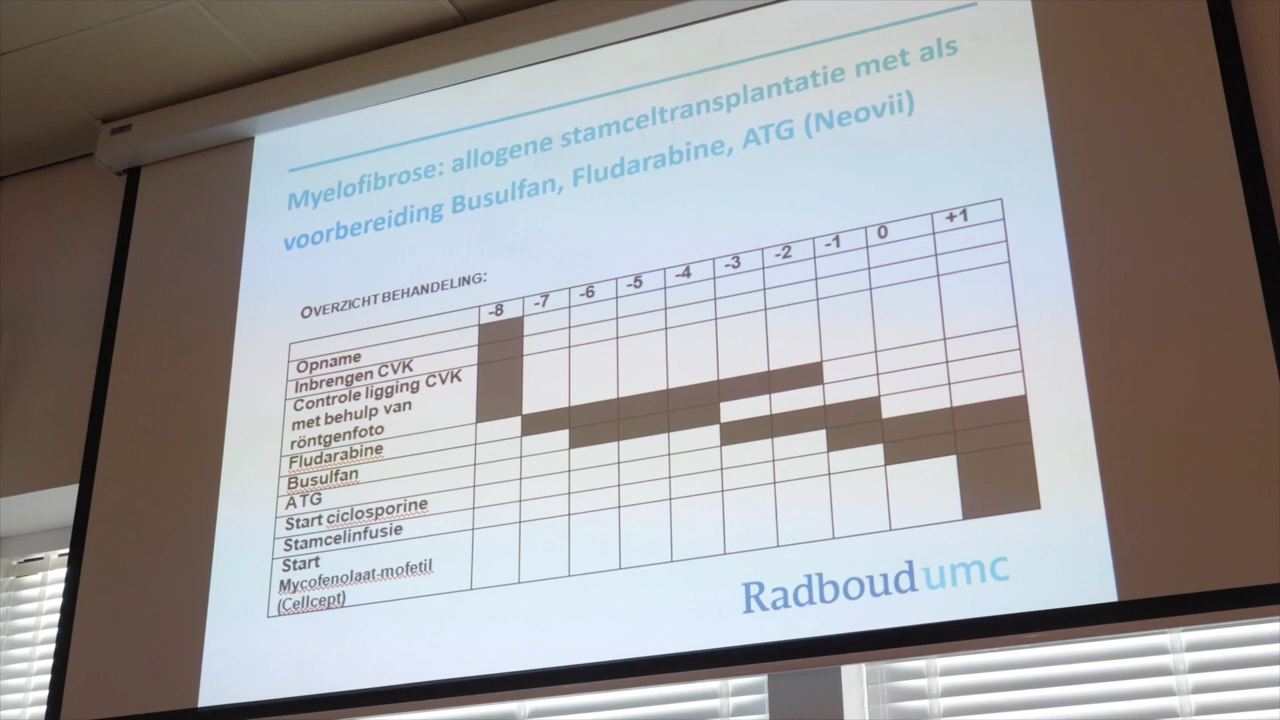 Myelofibrose: allogene stamceltransplantatie met als
voorbereiding Busulfan, Fludarabine, ATG (Neovii)
OVERZICHT BEHANDELING:
-8 -7 -6 -5 -4 -3 -2 -1 0 +1
Opname
Inbrengen CVK
Controle ligging CVK
met behulp van
röntgenfoto
Fludarabine
Busulfan
ATG
Start ciclosporine
Stamcelinfusie
Start
Mycofenolaat-mofetil
(Cellcept)
Radboudumc